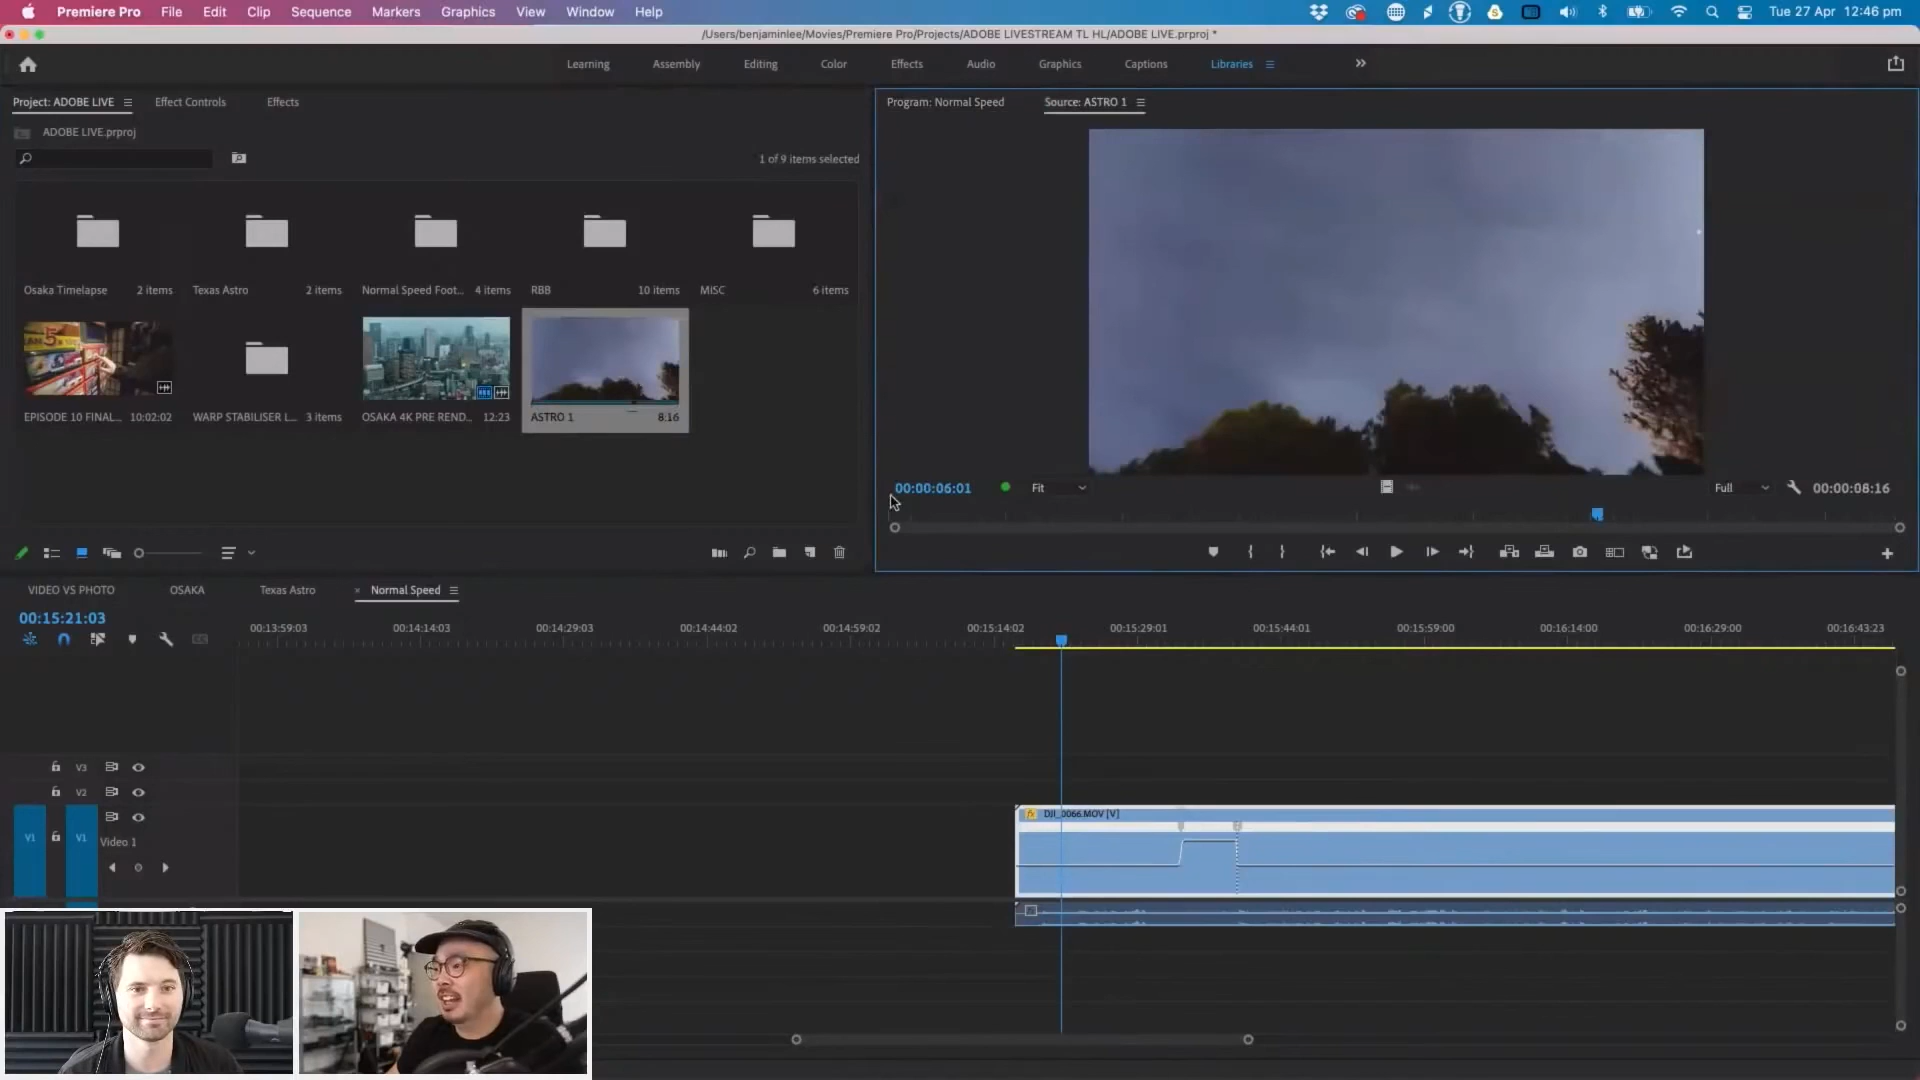 Premiere Pro File Edit Clip Sequence Markers Graphics View Window Help Tue 27 Apr 12:46 pm
/Users/benjaminlee/Movies/Premiere Pro/Projects/ADOBE LIVESTREAM TL HL/ADOBE LIVE.prproj *
Learning Assembly Editing Color Effects Audio Graphics Captions Libraries
Project: ADOBE LIVE Effect Controls Effects
ADOBE LIVE.prproj
1 of 9 items selected
Osaka Timelapse 2 items Texas Astro 2 items Normal Speed Foot... 4 items RBB 10 items MISC 6 items
EPISODE 10 FINAL... 10:02:02 WARP STABILISER L... 3 items OSAKA 4K PRE REND... 12:23 ASTRO 1 8:16
Program: Normal Speed Source: ASTRO 1
00:00:06:01 Fit Full 00:00:08:16
VIDEO VS PHOTO OSAKA Texas Astro × Normal Speed
00:15:21:03
00:13:59:03 00:14:14:03 00:14:29:03 00:14:44:02 00:14:59:02 00:15:14:02 00:15:29:01 00:15:44:01 00:15:59:00 00:16:14:00 00:16:29:00 00:16:43:23
V3
V2
V1 V1 Video 1
fx DJI_0066.MOV [V]